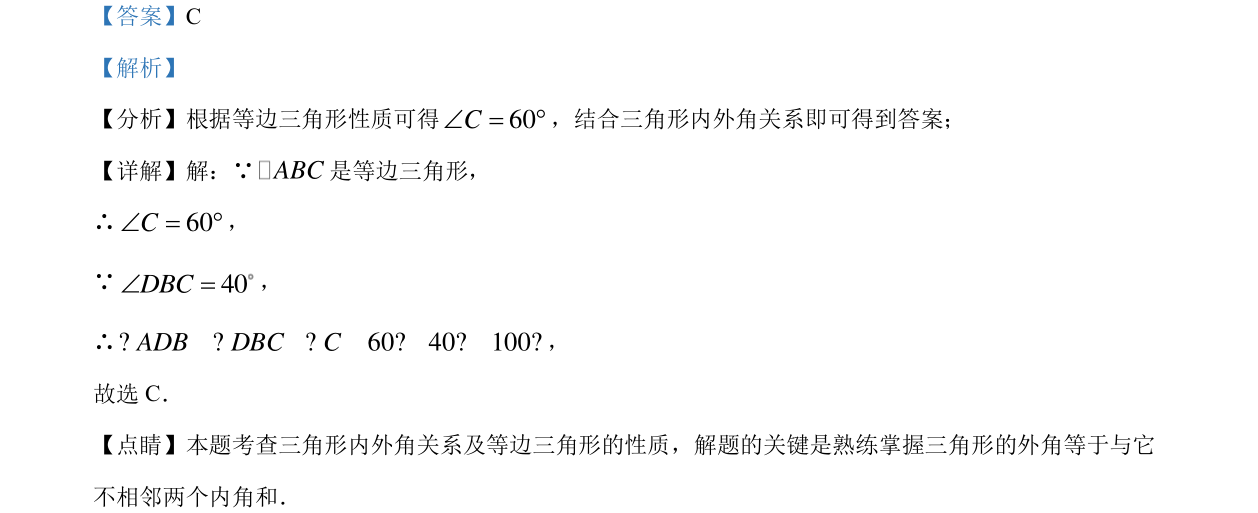 【答案】C
【解析】
【分析】根据等边三角形性质可得∠C = 60°，结合三角形内外角关系即可得到答案；
【详解】解：∵□ABC是等边三角形，
∴∠C = 60°，
∵∠DBC = 40°，
∴? ADB ? DBC ? C 60? 40? 100?，
故选 C．
【点睛】本题考查三角形内外角关系及等边三角形的性质，解题的关键是熟练掌握三角形的外角等于与它
不相邻两个内角和．